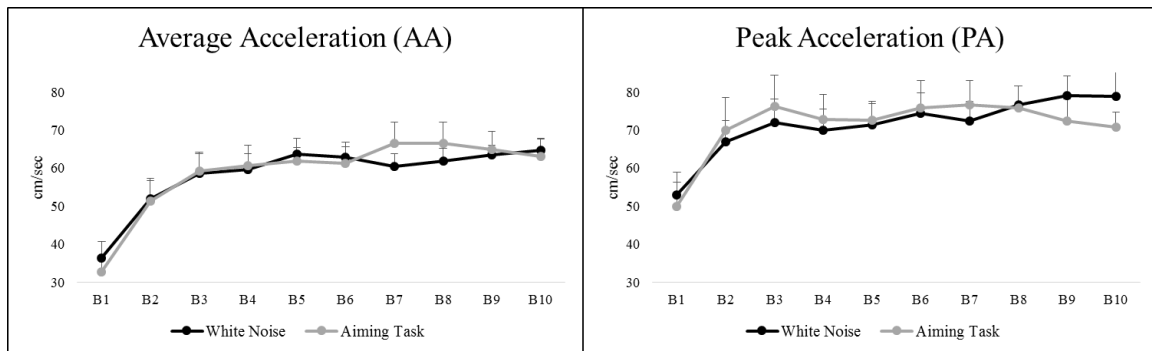 Average Acceleration (AA)
80
70
60
50
40
30
cm/sec
B1 B2 B3 B4 B5 B6 B7 B8 B9 B10
White Noise Aiming Task
Peak Acceleration (PA)
80
70
60
50
40
30
cm/sec
B1 B2 B3 B4 B5 B6 B7 B8 B9 B10
White Noise Aiming Task